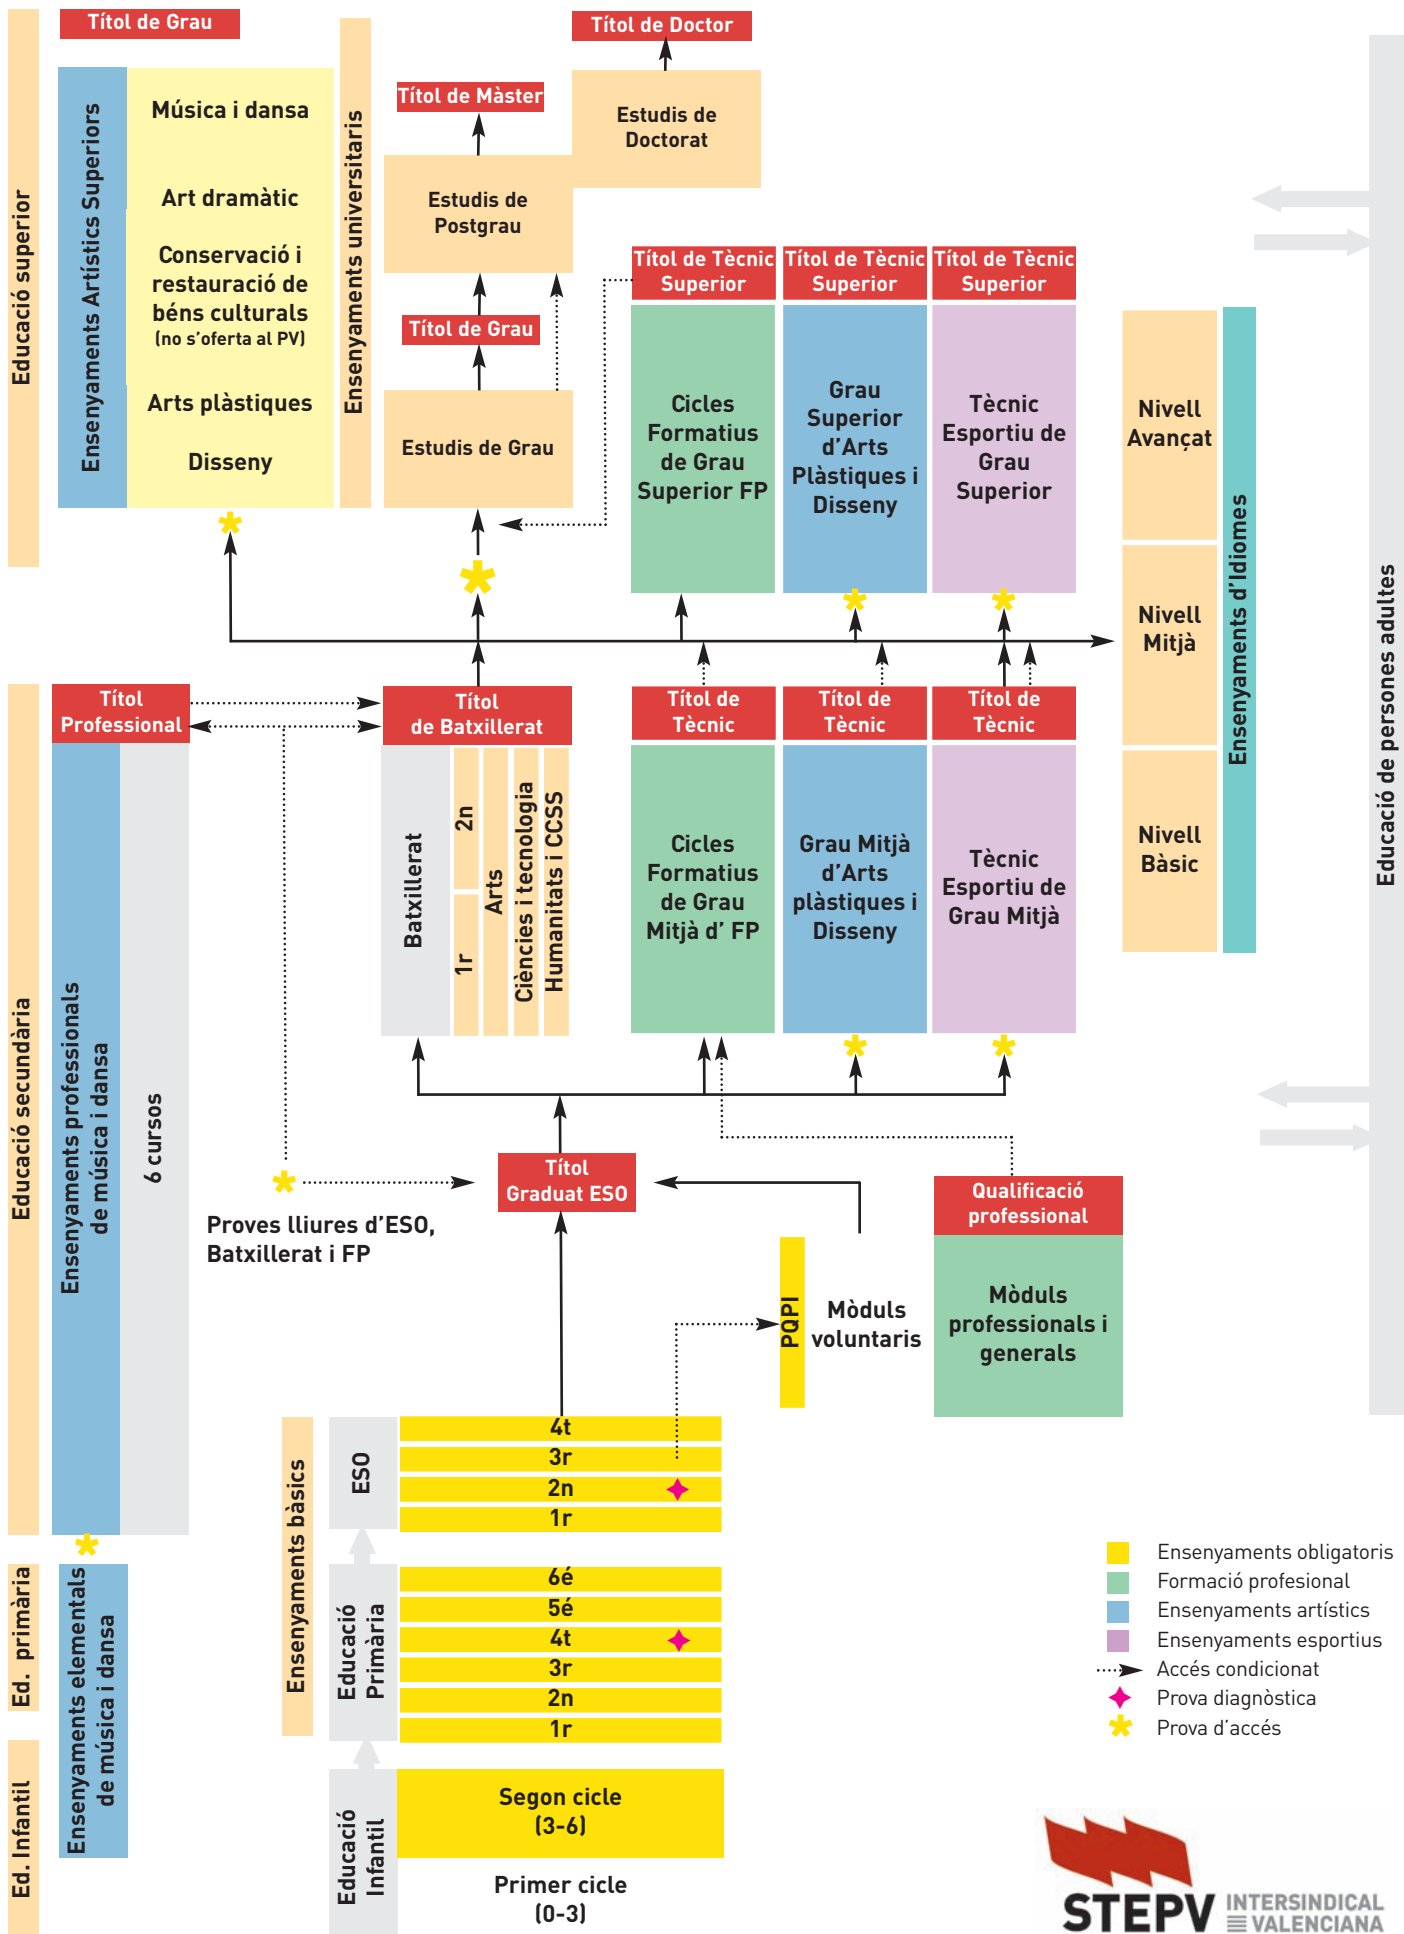 Títol de Grau
Educació superior
Ensenyaments Artístics Superiors
Música i dansa
Art dramàtic
Conservació i
restauració de
béns culturals
(no s'oferta al PV)
Arts plàstiques
Disseny
Ensenyaments universitaris
Títol de Doctor
Estudis de
Doctorat
Títol de Màster
Estudis de
Postgrau
Títol de Grau
Estudis de Grau
Títol de Tècnic
Superior
Cicles
Formatius
de Grau
Superior FP
Títol de Tècnic
Superior
Grau
Superior
d'Arts
Plàstiques i
Disseny
Títol de Tècnic
Superior
Tècnic
Esportiu de
Grau
Superior
Nivell
Avançat
Nivell
Mitjà
Nivell
Bàsic
Ensenyaments d'Idiomes
Educació de persones adultes
Educació secundària
Títol
Professional
Ensenyaments professionals
de música i dansa
6 cursos
Títol
de Batxillerat
Batxillerat
2n
1r
Arts
Ciències i tecnologia
Humanitats i CCSS
Títol de
Tècnic
Cicles
Formatius
de Grau
Mitjà d' FP
Títol de
Tècnic
Grau Mitjà
d'Arts
plàstiques i
Disseny
Títol de
Tècnic
Tècnic
Esportiu de
Grau Mitjà
Títol
Graduat ESO
Proves lliures d'ESO,
Batxillerat i FP
Qualificació
professional
Mòduls
professionals i
generals
PQPI
Mòduls
voluntaris
Ensenyaments bàsics
ESO
4t
3r
2n
1r
Ed. primària
Ensenyaments elementals
de música i dansa
Educació
Primària
6é
5é
4t
3r
2n
1r
Ed. Infantil
Educació
Infantil
Segon cicle
(3-6)
Primer cicle
(0-3)
Ensenyaments obligatoris
Formació profesional
Ensenyaments artístics
Ensenyaments esportius
Accés condicionat
Prova diagnòstica
Prova d'accés
STEPV INTERSINDICAL
VALENCIANA